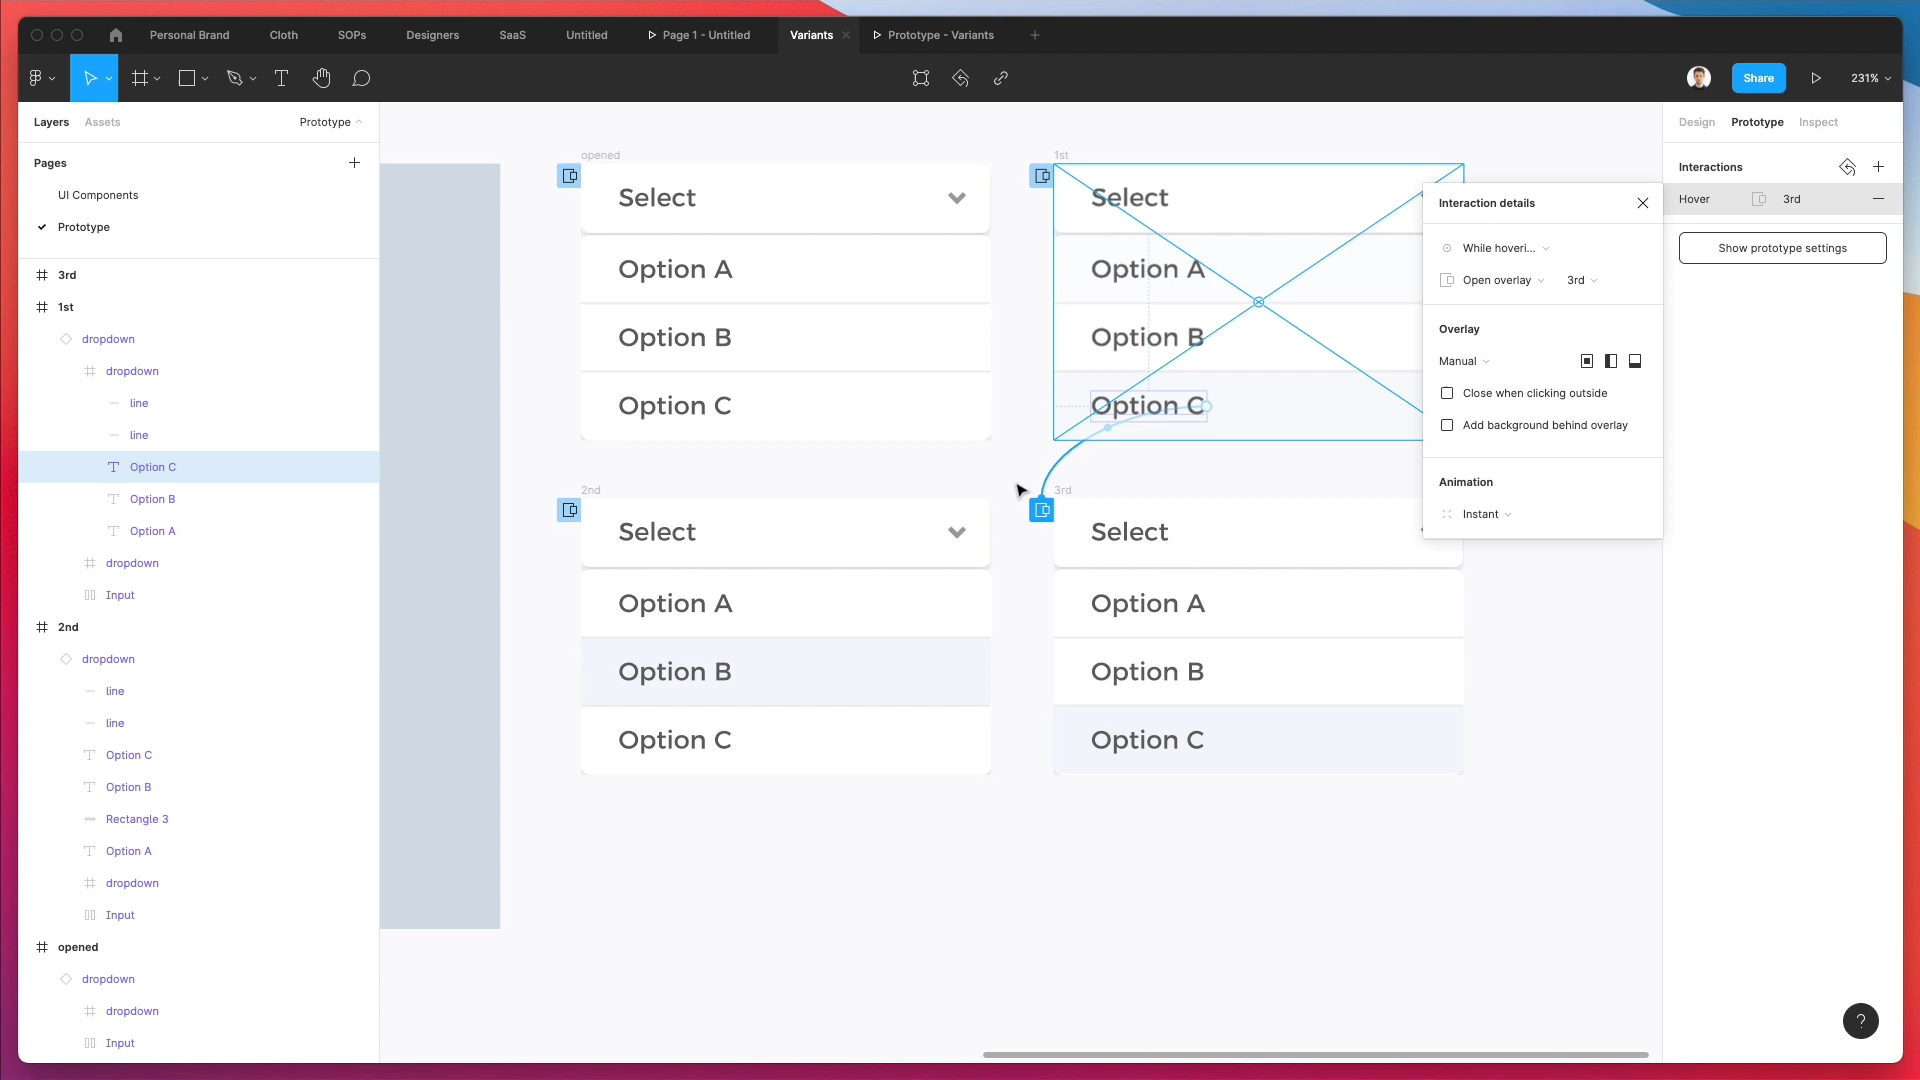 Personal Brand
Cloth
SOPs
Designers
SaaS
Untitled
Page 1 - Untitled
Variants
Prototype - Variants
Share
231%
Layers
Assets
Prototype
Pages
UI Components
Prototype
3rd
1st
dropdown
dropdown
line
line
Option C
Option B
Option A
dropdown
Input
2nd
dropdown
line
line
Option C
Option B
Rectangle 3
Option A
dropdown
Input
opened
dropdown
dropdown
Input
opened
Select
Option A
Option B
Option C
1st
Select
Option A
Option B
Option C
2nd
Select
Option A
Option B
Option C
3rd
Select
Option A
Option B
Option C
Interaction details
While hoveri...
Open overlay
3rd
Overlay
Manual
Close when clicking outside
Add background behind overlay
Animation
Instant
Design
Prototype
Inspect
Interactions
Hover
3rd
Show prototype settings
?